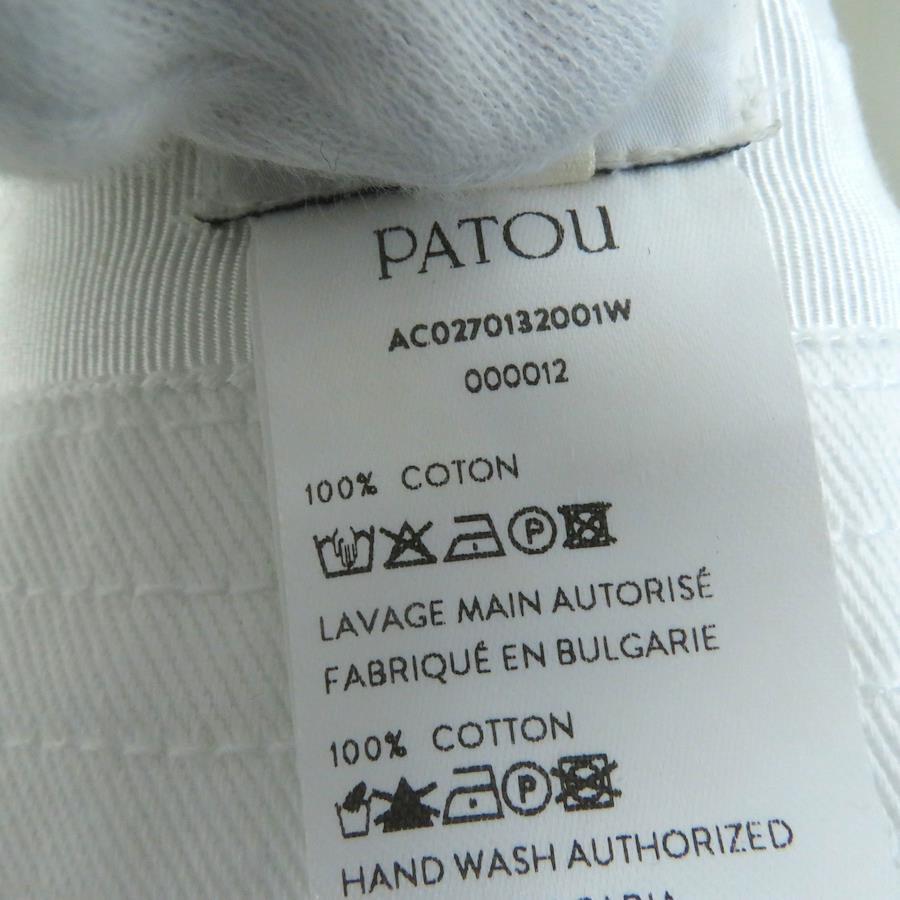 PATOU
AC0270132001W
000012
100% COTON
P
LAVAGE MAIN AUTORISÉ
FABRIQUÉ EN BULGARIE
100% COTTON
P
HAND WASH AUTHORIZED